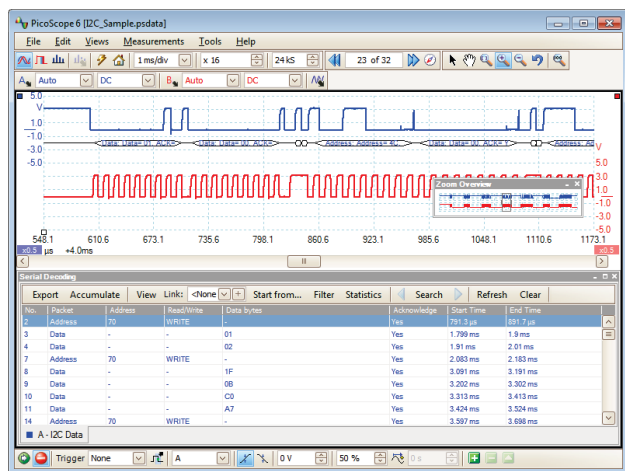 PicoScope 6 [I2C_Sample.psdata]
File Edit Views Measurements Tools Help
1 ms/div x 16 24 kS 23 of 32
A Auto DC B Auto DC
5.0
V
1.0
-1.0
-3.0
-5.0
Data: Data= 01, ACK= Data: Data= 00, ACK= Address: Address= 4C, Data: Data= 00, ACK= Y Address: Ad
V
5.0
3.0
1.0
-1.0
-3.0
-5.0
Zoom Overview
548.1 610.6 673.1 735.6 798.1 860.6 923.1 985.6 1048.1 1110.6 1173.1
x0.5 µs +4.0ms x0.5
Serial Decoding
Export Accumulate View Link: <None Start from... Filter Statistics Search Refresh Clear
No. Packet Address Read/Write Data bytes Acknowledge Start Time End Time
2 Address 70 WRITE - Yes 791.3 µs 891.7 µs
3 Data - - 01 Yes 1.799 ms 1.9 ms
4 Data - - 02 Yes 1.91 ms 2.01 ms
7 Address 70 WRITE - Yes 2.083 ms 2.183 ms
8 Data - - 1F Yes 3.091 ms 3.191 ms
9 Data - - 0B Yes 3.202 ms 3.302 ms
10 Data - - C0 Yes 3.313 ms 3.413 ms
11 Data - - A7 Yes 3.424 ms 3.524 ms
14 Address 70 WRITE - Yes 3.597 ms 3.698 ms
A - I2C Data
Trigger None A 0 V 50 % 0 s